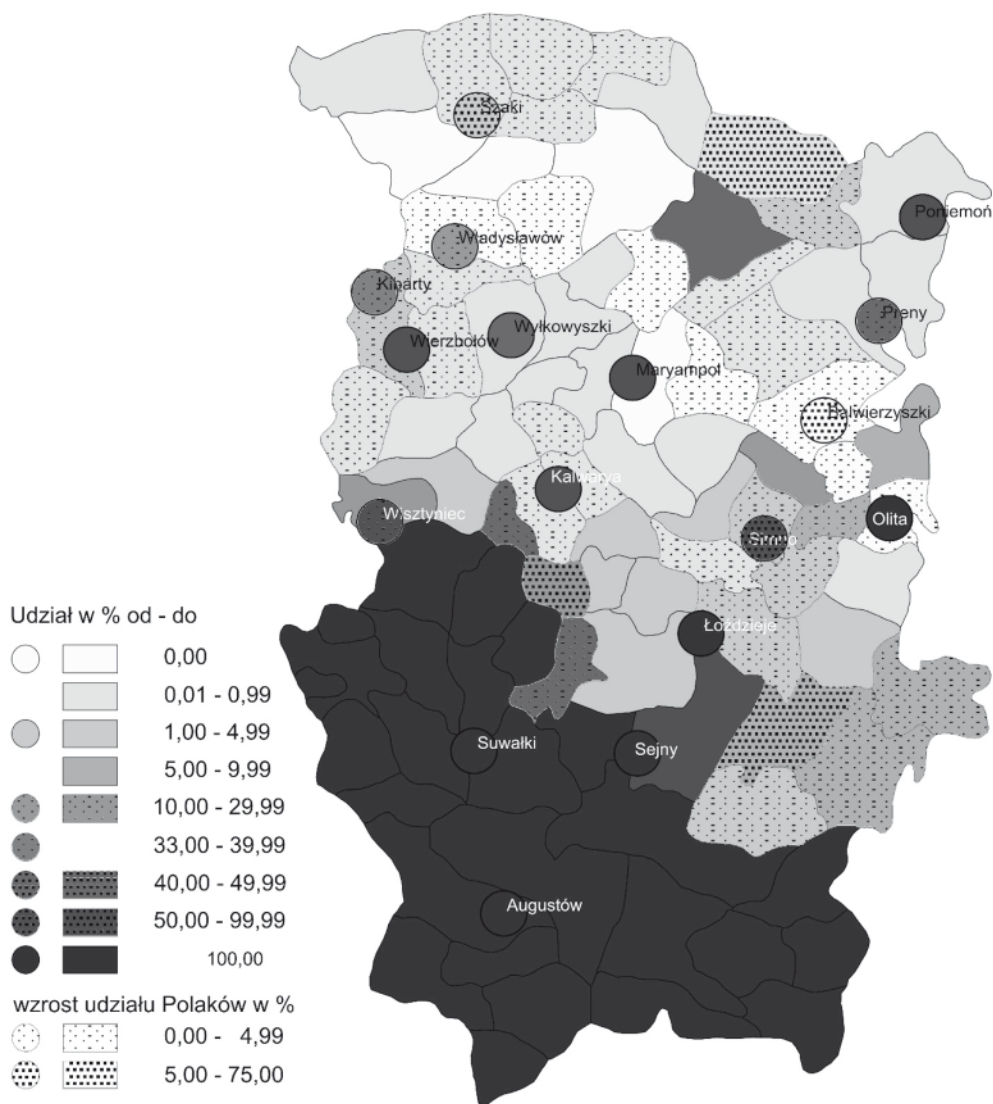 Szaki
Poniemoń
Władysławów
Kibarty
Preny
Wyłkowyszki
Wierzbołów
Maryampol
Balwierzyszki
Kalwarya
Wisztyniec
Olita
Simno
Łoździeje
Suwałki
Sejny
Augustów
Udział w % od - do
0,00
0,01 - 0,99
1,00 - 4,99
5,00 - 9,99
10,00 - 29,99
33,00 - 39,99
40,00 - 49,99
50,00 - 99,99
100,00
wzrost udziału Polaków w %
0,00 - 4,99
5,00 - 75,00